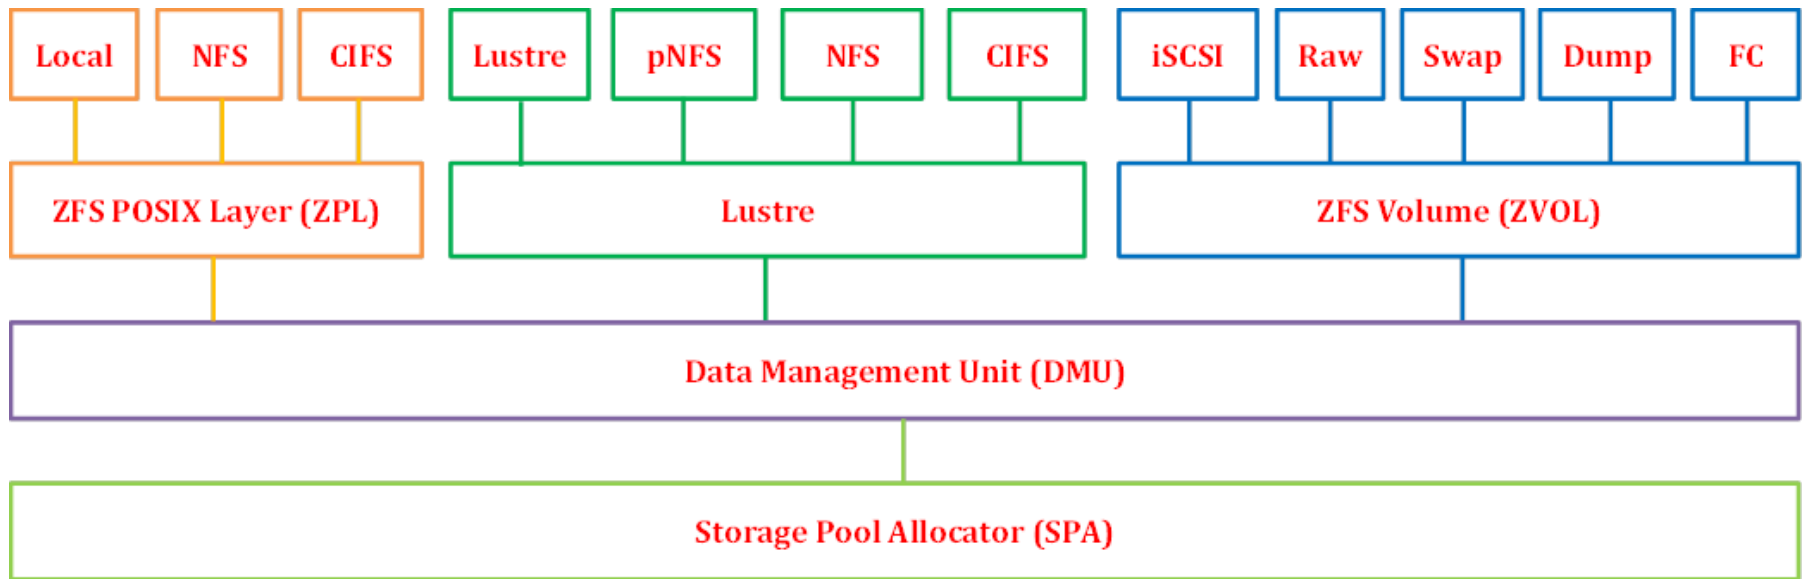 Local NFS CIFS Lustre pNFS NFS CIFS iSCSI Raw Swap Dump FC
ZFS POSIX Layer (ZPL) Lustre ZFS Volume (ZVOL)
Data Management Unit (DMU)
Storage Pool Allocator (SPA)